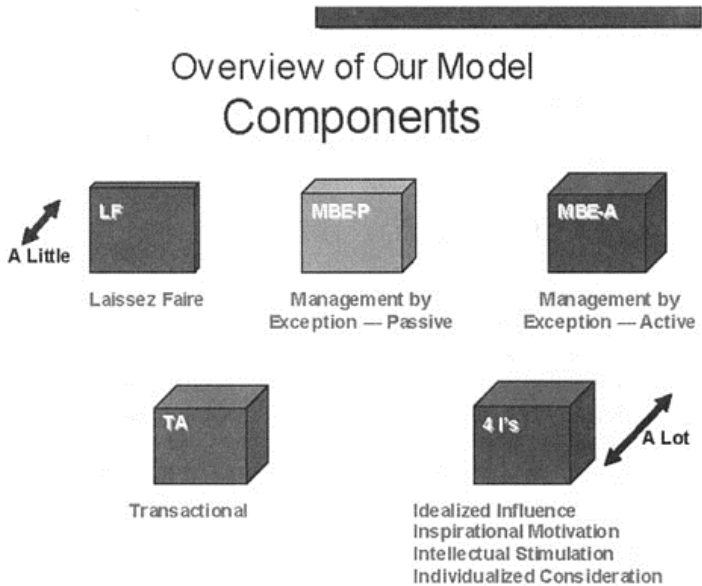 Overview of Our Model
Components
LF
MBE-P
MBE-A
A Little
Laissez Faire
Management by
Exception — Passive
Management by
Exception — Active
TA
4 I's
A Lot
Transactional
Idealized Influence
Inspirational Motivation
Intellectual Stimulation
Individualized Consideration